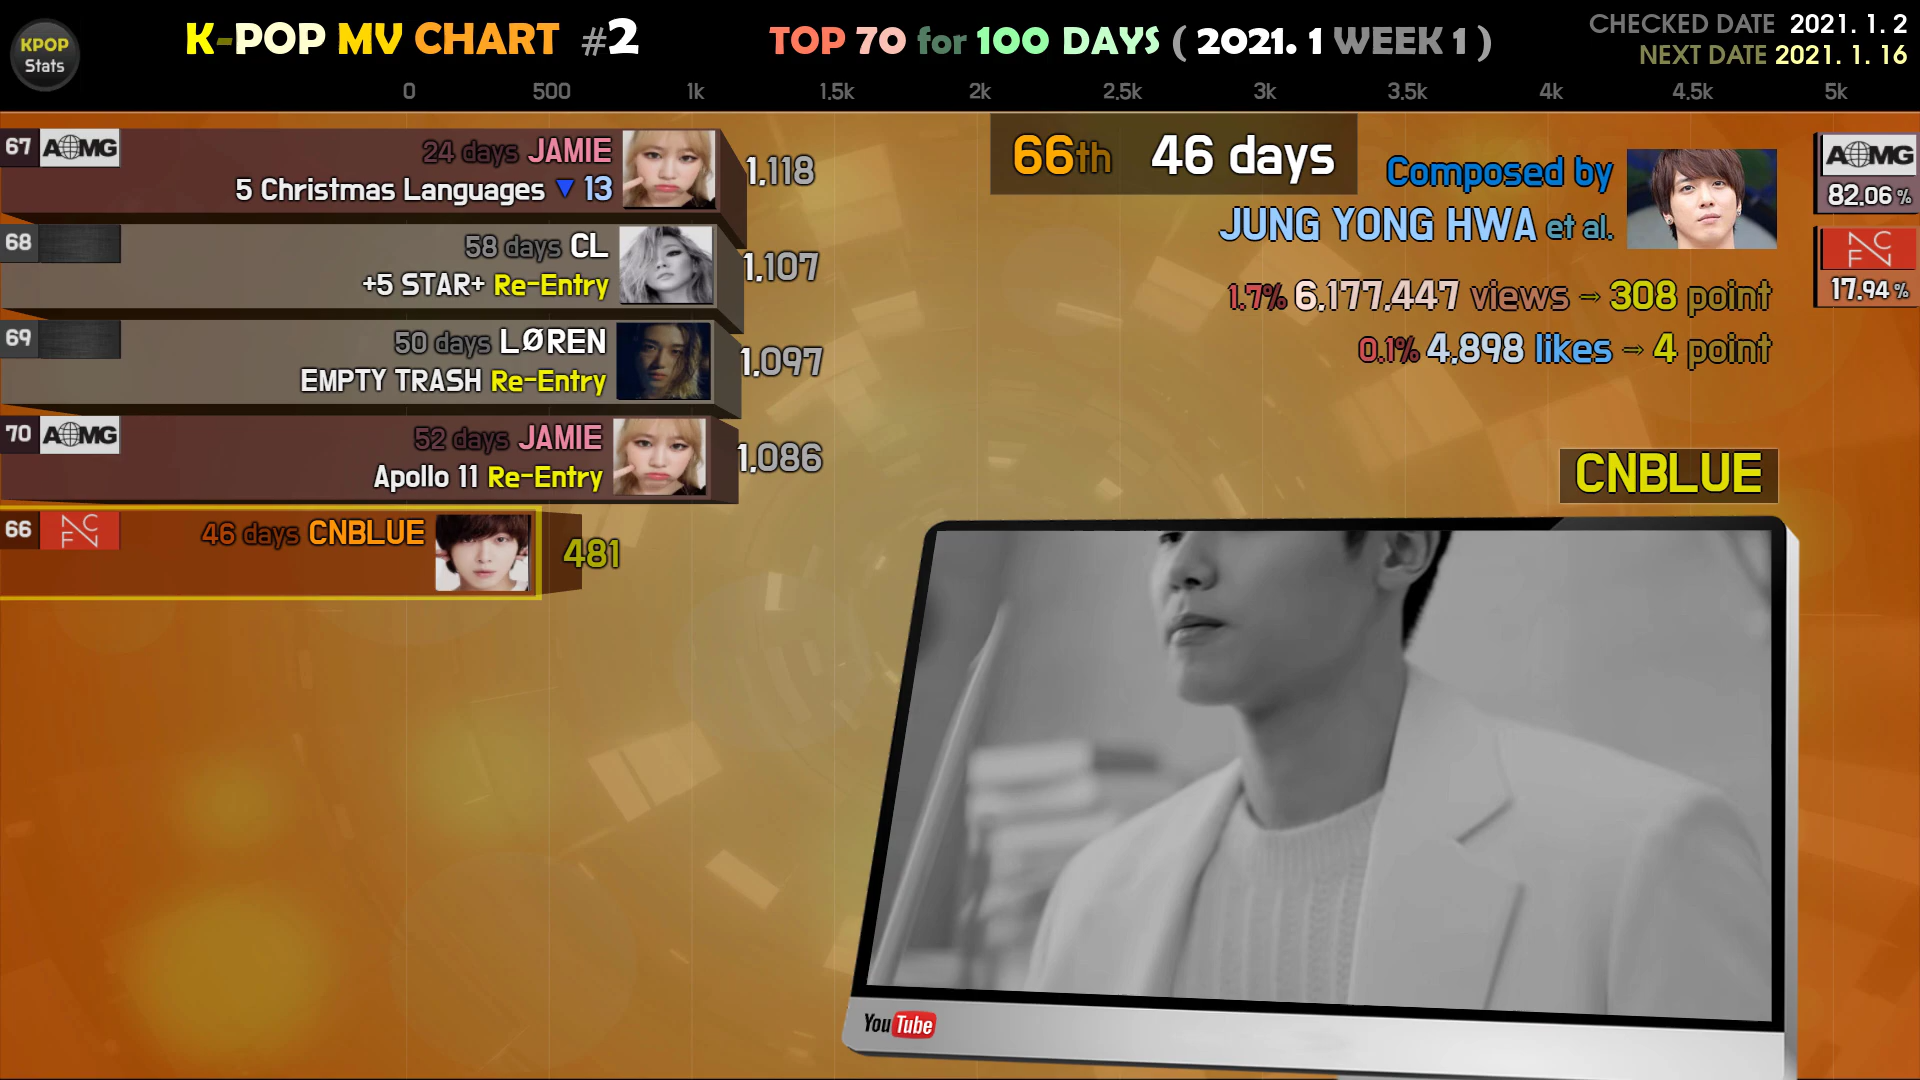 KPOP
Stats
K-POP MV CHART #2
TOP 70 for 100 DAYS ( 2021. 1 WEEK 1 )
CHECKED DATE 2021. 1. 2
NEXT DATE 2021. 1. 16
0 500 1k 1.5k 2k 2.5k 3k 3.5k 4k 4.5k 5k
67 AOMG 24 days JAMIE
5 Christmas Languages ▼ 13
1,118
68 58 days CL
+5 STAR+ Re-Entry
1,107
69 50 days LØREN
EMPTY TRASH Re-Entry
1,097
70 AOMG 52 days JAMIE
Apollo 11 Re-Entry
1,086
66 FNC 46 days CNBLUE
481
66th 46 days
Composed by
JUNG YONG HWA et al.
1.7% 6,177,447 views → 308 point
0.1% 4,898 likes → 4 point
AOMG
82.06 %
FNC
17.94 %
CNBLUE
YouTube